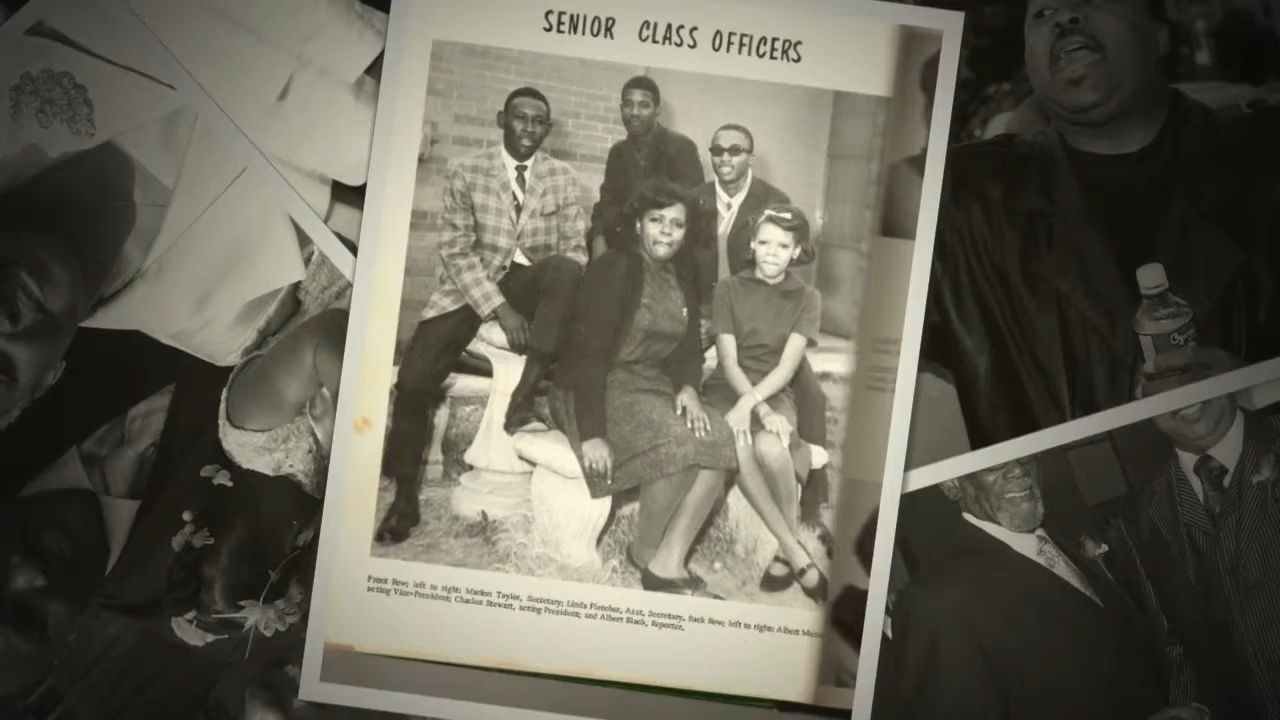 SENIOR CLASS OFFICERS
Front Row; left to right: Marion Taylor, Secretary; Linda Fletcher, Asst. Secretary. Back Row; left to right: Albert
acting Vice-President; Charles Stewart, acting President; and Albert Black, Reporter.